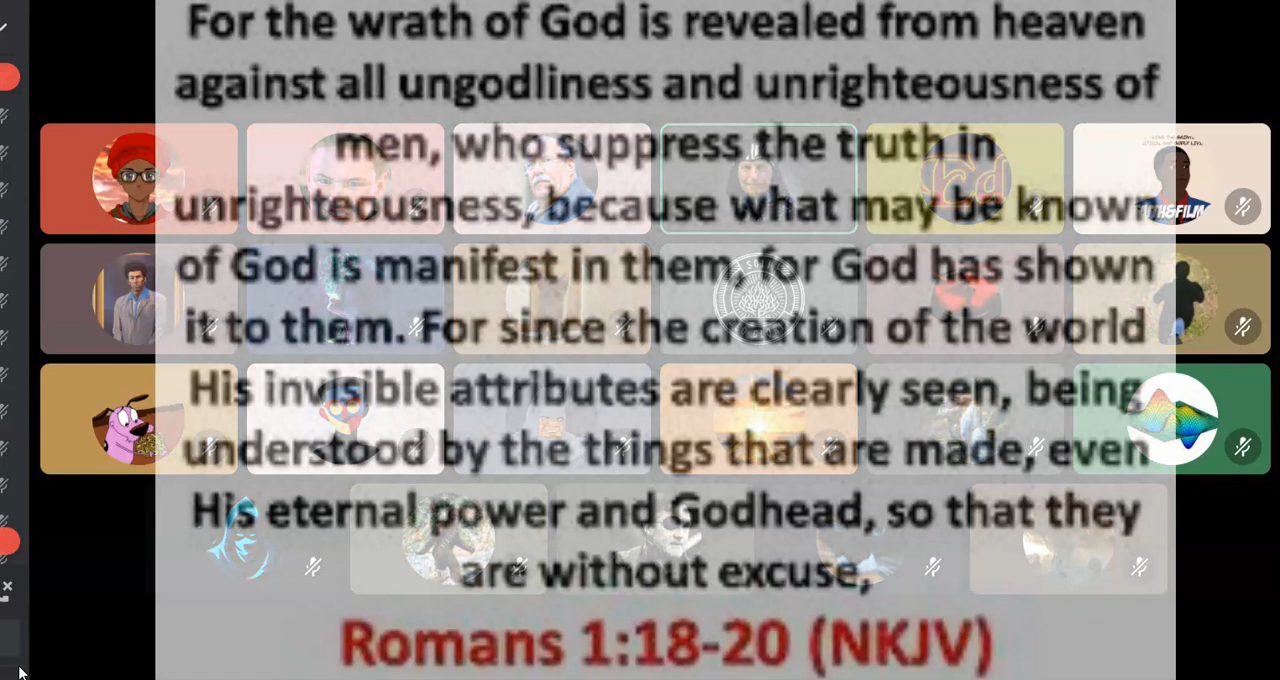 For the wrath of God is revealed from heaven
against all ungodliness and unrighteousness of
men, who suppress the truth in
unrighteousness, because what may be known
of God is manifest in them, for God has shown
it to them. For since the creation of the world
His invisible attributes are clearly seen, being
understood by the things that are made, even
His eternal power and Godhead, so that they
are without excuse,
Romans 1:18-20 (NKJV)